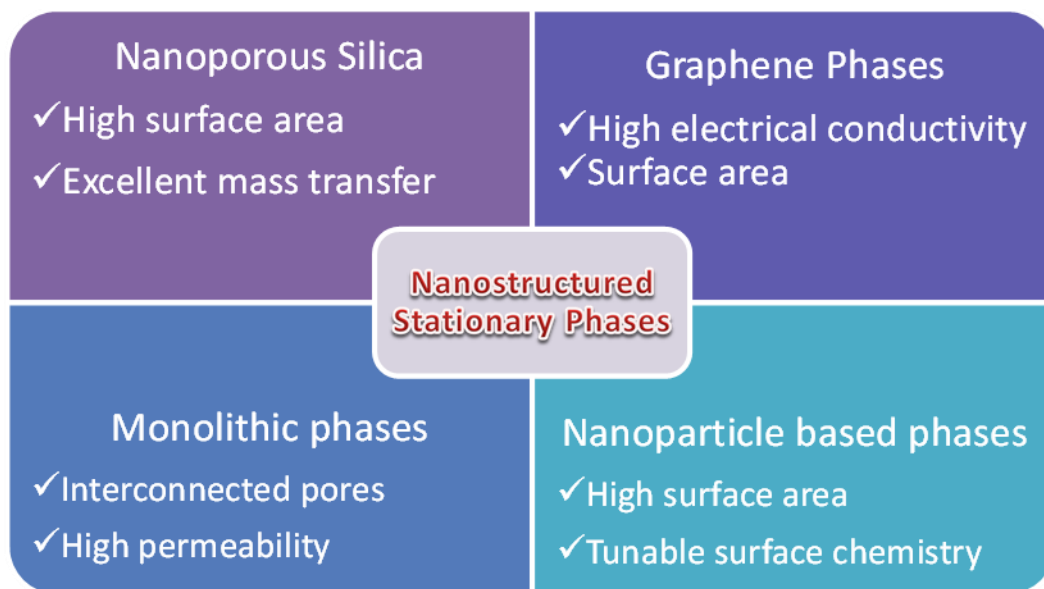 Nanoporous Silica
✓High surface area
✓Excellent mass transfer
Graphene Phases
✓High electrical conductivity
✓Surface area
Nanostructured
Stationary Phases
Monolithic phases
✓Interconnected pores
✓High permeability
Nanoparticle based phases
✓High surface area
✓Tunable surface chemistry